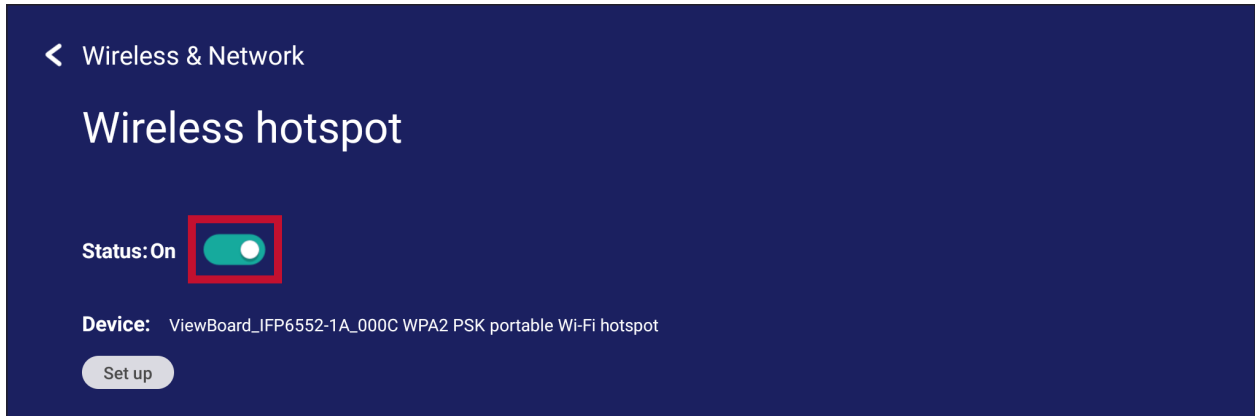 Wireless & Network
Wireless hotspot
Status: On
Device: ViewBoard_IFP6552-1A_000C WPA2 PSK portable Wi-Fi hotspot
Set up